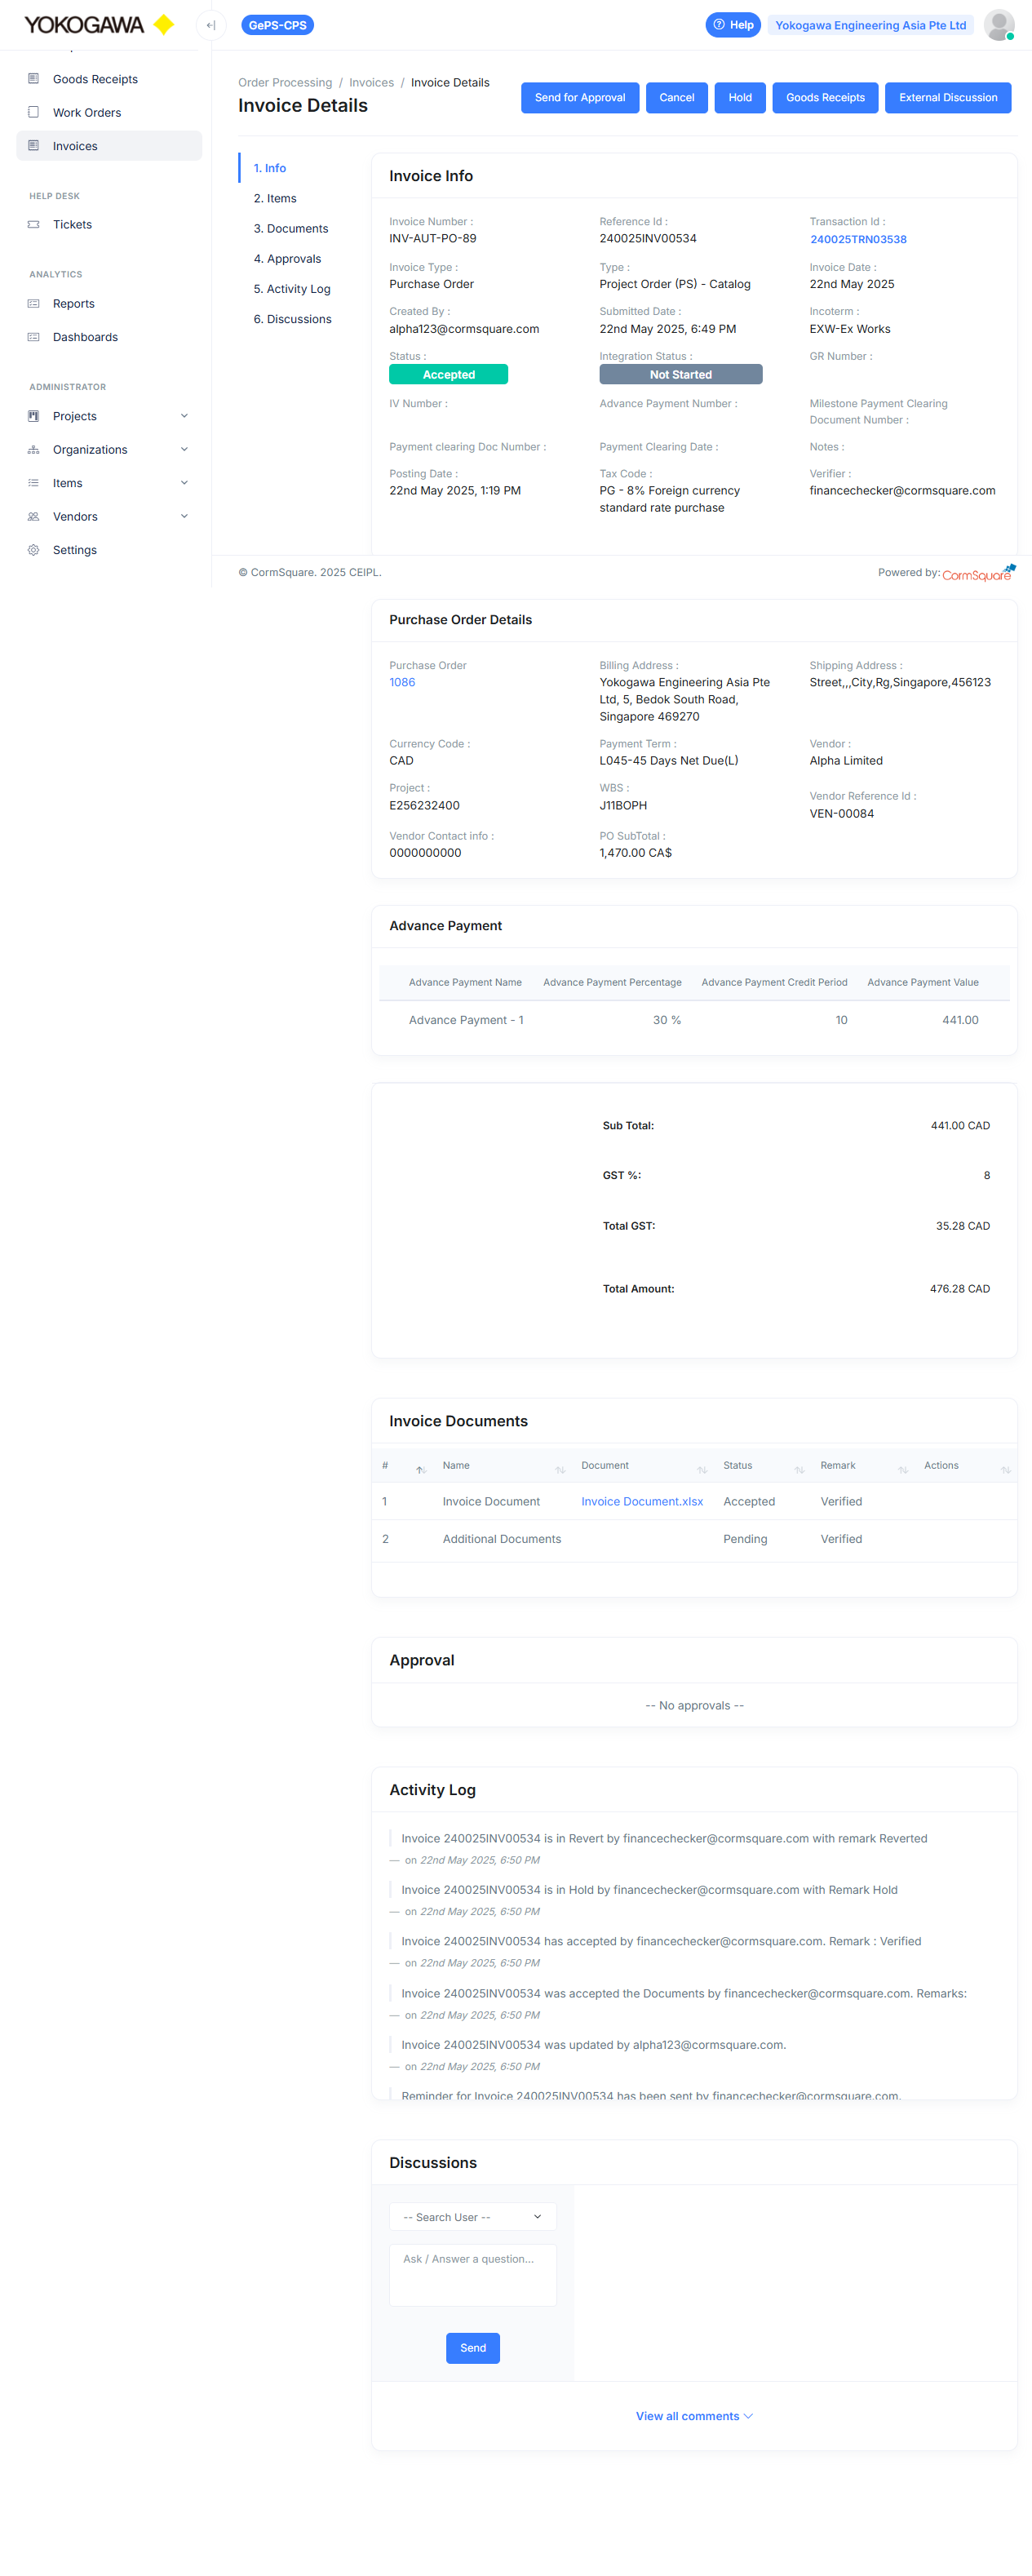 YOKOGAWA
GePS-CPS
Help
Yokogawa Engineering Asia Pte Ltd
Goods Receipts
Work Orders
Invoices
HELP DESK
Tickets
ANALYTICS
Reports
Dashboards
ADMINISTRATOR
Projects
Organizations
Items
Vendors
Settings
Order Processing / Invoices / Invoice Details
Invoice Details
Send for Approval
Cancel
Hold
Goods Receipts
External Discussion
1. Info
2. Items
3. Documents
4. Approvals
5. Activity Log
6. Discussions
Invoice Info
Invoice Number :
INV-AUT-PO-89
Reference Id :
240025INV00534
Transaction Id :
240025TRN03538
Invoice Type :
Purchase Order
Type :
Project Order (PS) - Catalog
Invoice Date :
22nd May 2025
Created By :
alpha123@cormsquare.com
Submitted Date :
22nd May 2025, 6:49 PM
Incoterm :
EXW-Ex Works
Status :
Accepted
Integration Status :
Not Started
GR Number :
IV Number :
Advance Payment Number :
Milestone Payment Clearing
Document Number :
Payment clearing Doc Number :
Payment Clearing Date :
Notes :
Posting Date :
22nd May 2025, 1:19 PM
Tax Code :
PG - 8% Foreign currency
standard rate purchase
Verifier :
financechecker@cormsquare.com
© CormSquare. 2025 CEIPL.
Powered by: CormSquare
Purchase Order Details
Purchase Order
1086
Billing Address :
Yokogawa Engineering Asia Pte
Ltd, 5, Bedok South Road,
Singapore 469270
Shipping Address :
Street,,,City,Rg,Singapore,456123
Currency Code :
CAD
Payment Term :
L045-45 Days Net Due(L)
Vendor :
Alpha Limited
Project :
E256232400
WBS :
J11BOPH
Vendor Reference Id :
VEN-00084
Vendor Contact info :
0000000000
PO SubTotal :
1,470.00 CA$
Advance Payment
Advance Payment Name Advance Payment Percentage Advance Payment Credit Period Advance Payment Value
Advance Payment - 1 30 % 10 441.00
Sub Total: 441.00 CAD
GST %: 8
Total GST: 35.28 CAD
Total Amount: 476.28 CAD
Invoice Documents
# Name Document Status Remark Actions
1 Invoice Document Invoice Document.xlsx Accepted Verified
2 Additional Documents Pending Verified
Approval
-- No approvals --
Activity Log
Invoice 240025INV00534 is in Revert by financechecker@cormsquare.com with remark Reverted
— on 22nd May 2025, 6:50 PM
Invoice 240025INV00534 is in Hold by financechecker@cormsquare.com with Remark Hold
— on 22nd May 2025, 6:50 PM
Invoice 240025INV00534 has accepted by financechecker@cormsquare.com. Remark : Verified
— on 22nd May 2025, 6:50 PM
Invoice 240025INV00534 was accepted the Documents by financechecker@cormsquare.com. Remarks:
— on 22nd May 2025, 6:50 PM
Invoice 240025INV00534 was updated by alpha123@cormsquare.com.
— on 22nd May 2025, 6:50 PM
Reminder for Invoice 240025INV00534 has been sent by financechecker@cormsquare.com.
Discussions
-- Search User --
Ask / Answer a question...
Send
View all comments